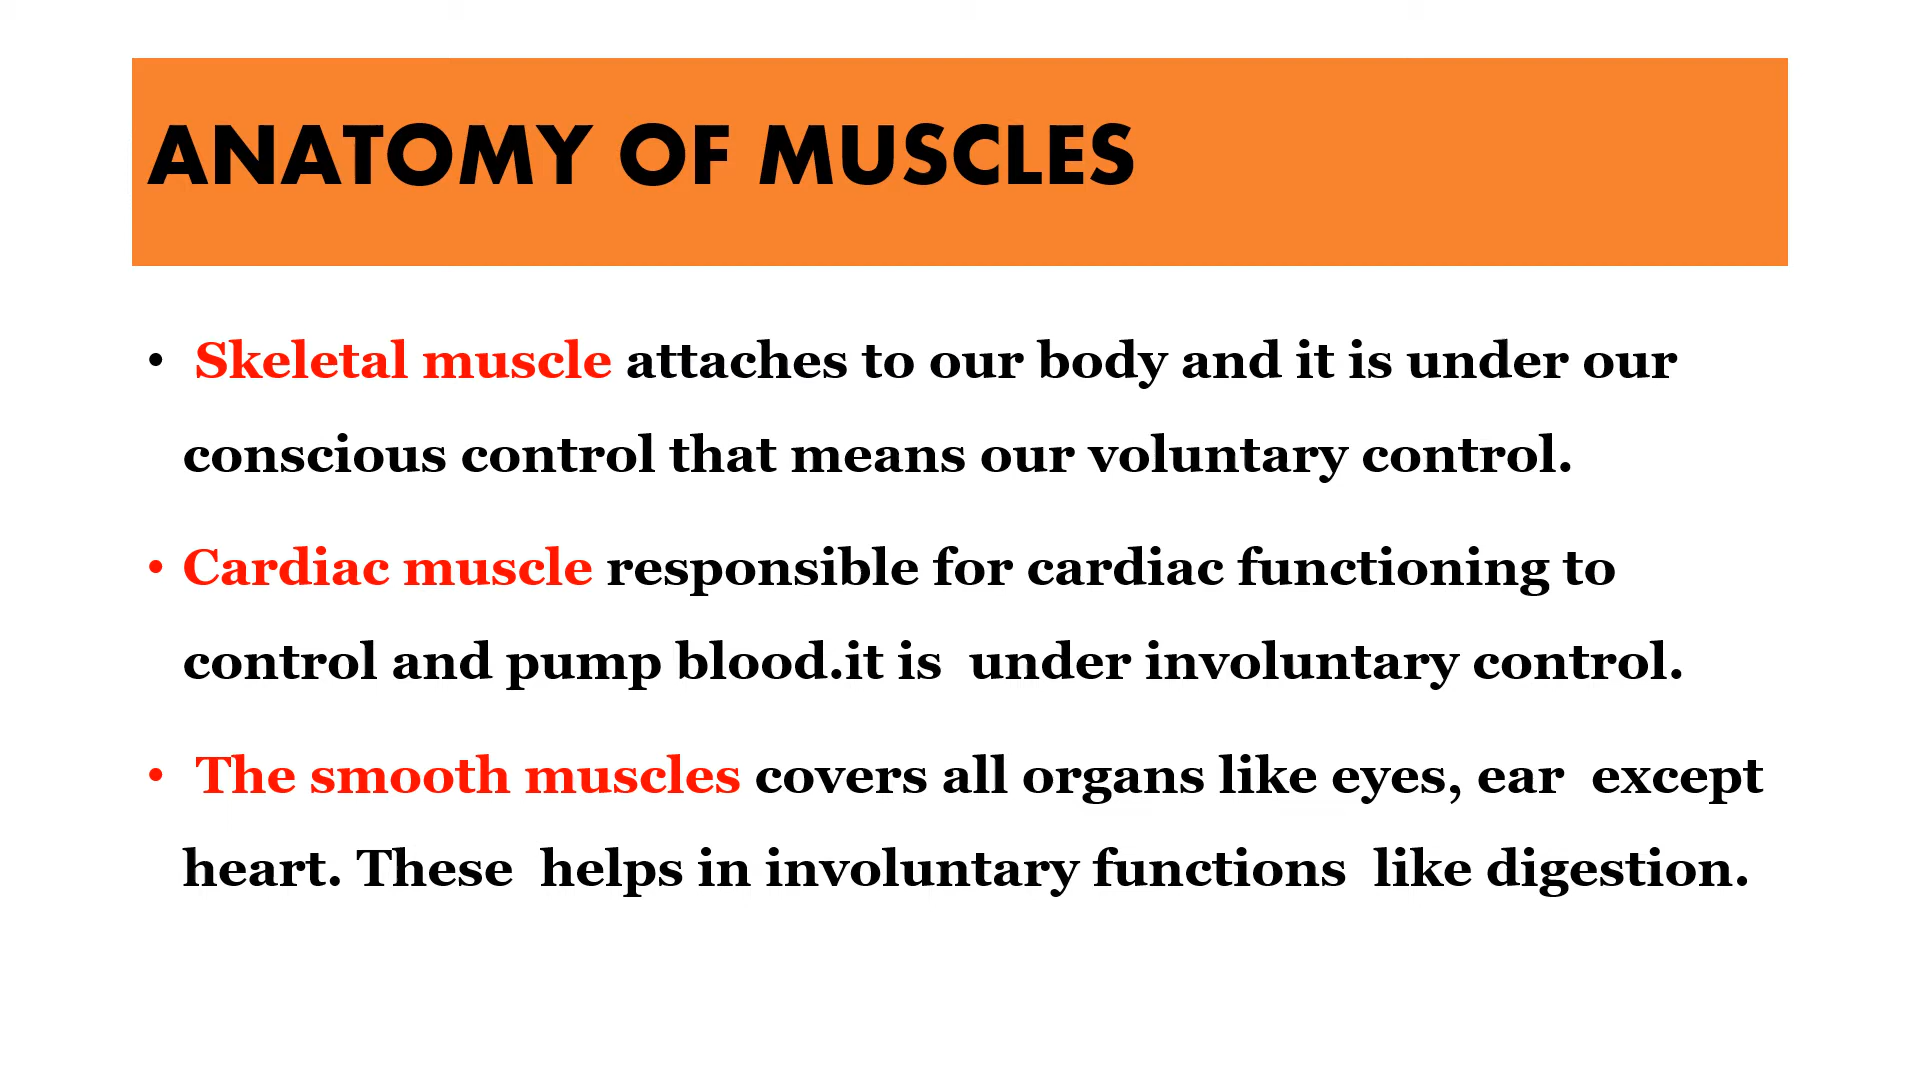 ANATOMY OF MUSCLES
• Skeletal muscle attaches to our body and it is under our
conscious control that means our voluntary control.
• Cardiac muscle responsible for cardiac functioning to
control and pump blood.it is  under involuntary control.
• The smooth muscles covers all organs like eyes, ear  except
heart. These  helps in involuntary functions  like digestion.